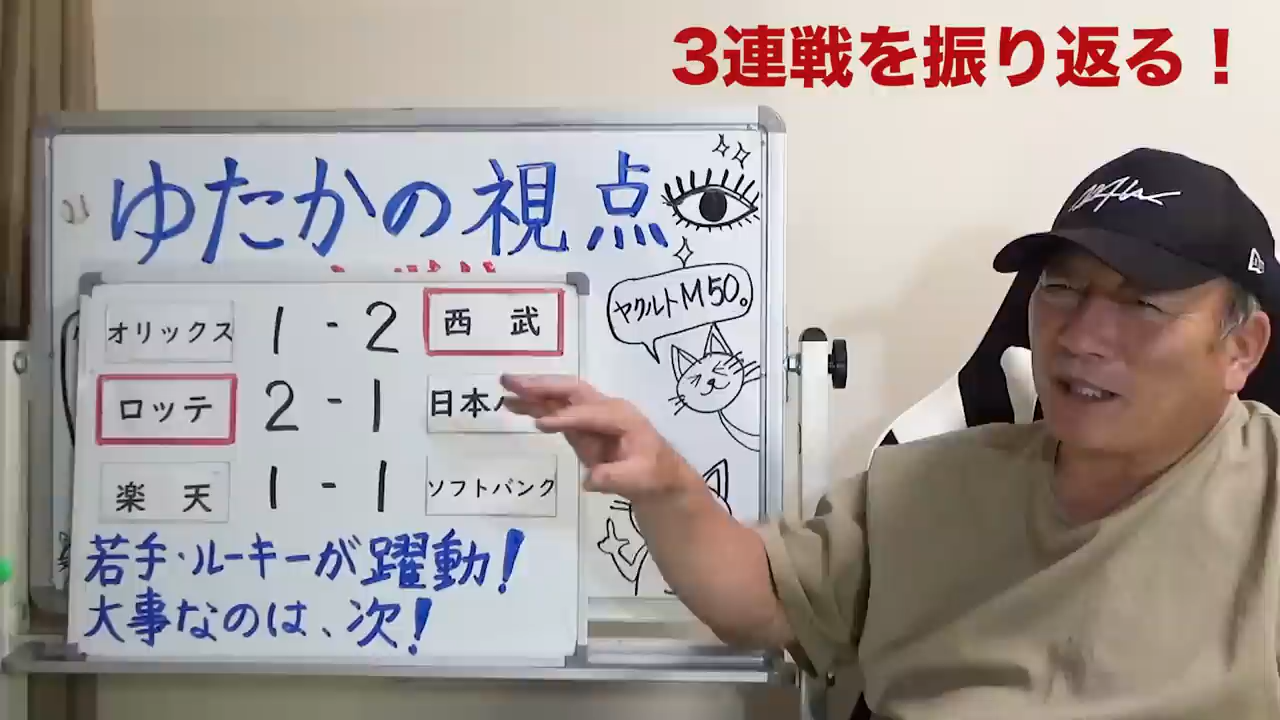 3連戦を振り返る！
ゆたかの視点
ヤクルトM50。
オリックス 1 - 2 西 武
ロッテ 2 - 1 日本ハ
楽 天 1 - 1 ソフトバンク
若手・ルーキーが躍動!
大事なのは、次!